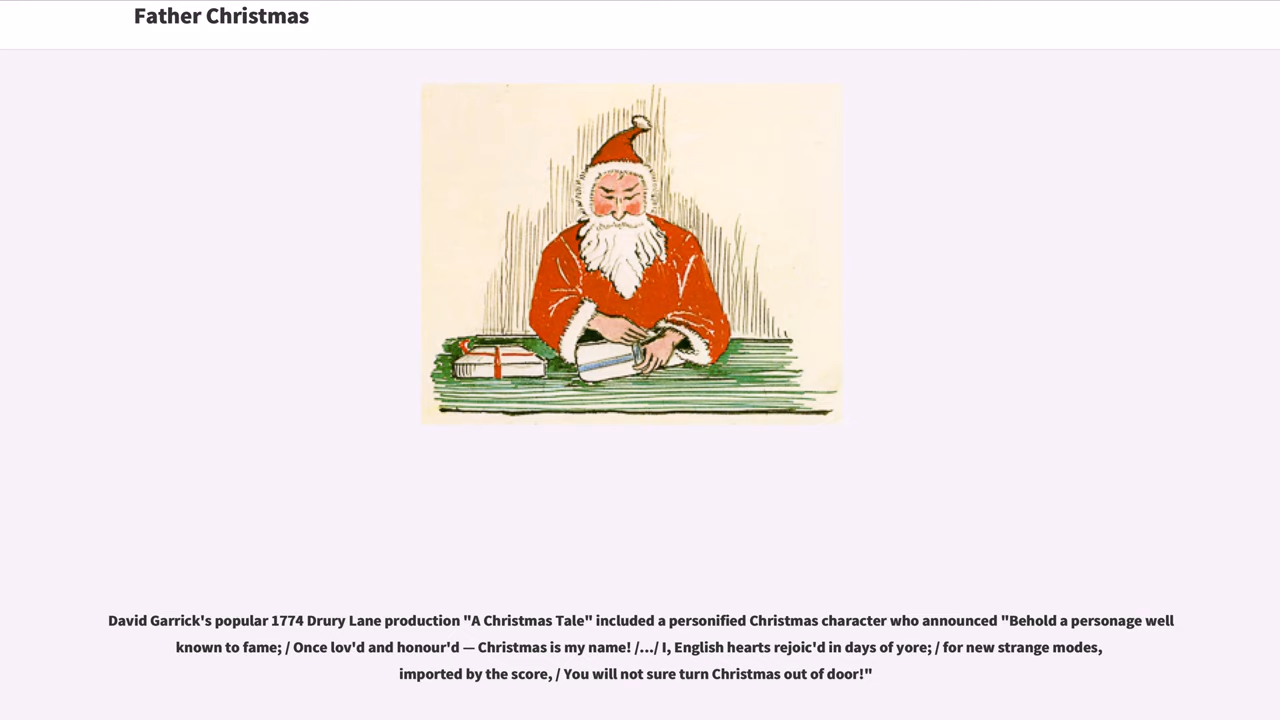 Father Christmas
David Garrick's popular 1774 Drury Lane production "A Christmas Tale" included a personified Christmas character who announced "Behold a personage well
known to fame; / Once lov'd and honour'd — Christmas is my name! /.../ I, English hearts rejoic'd in days of yore; / for new strange modes,
imported by the score, / You will not sure turn Christmas out of door!"